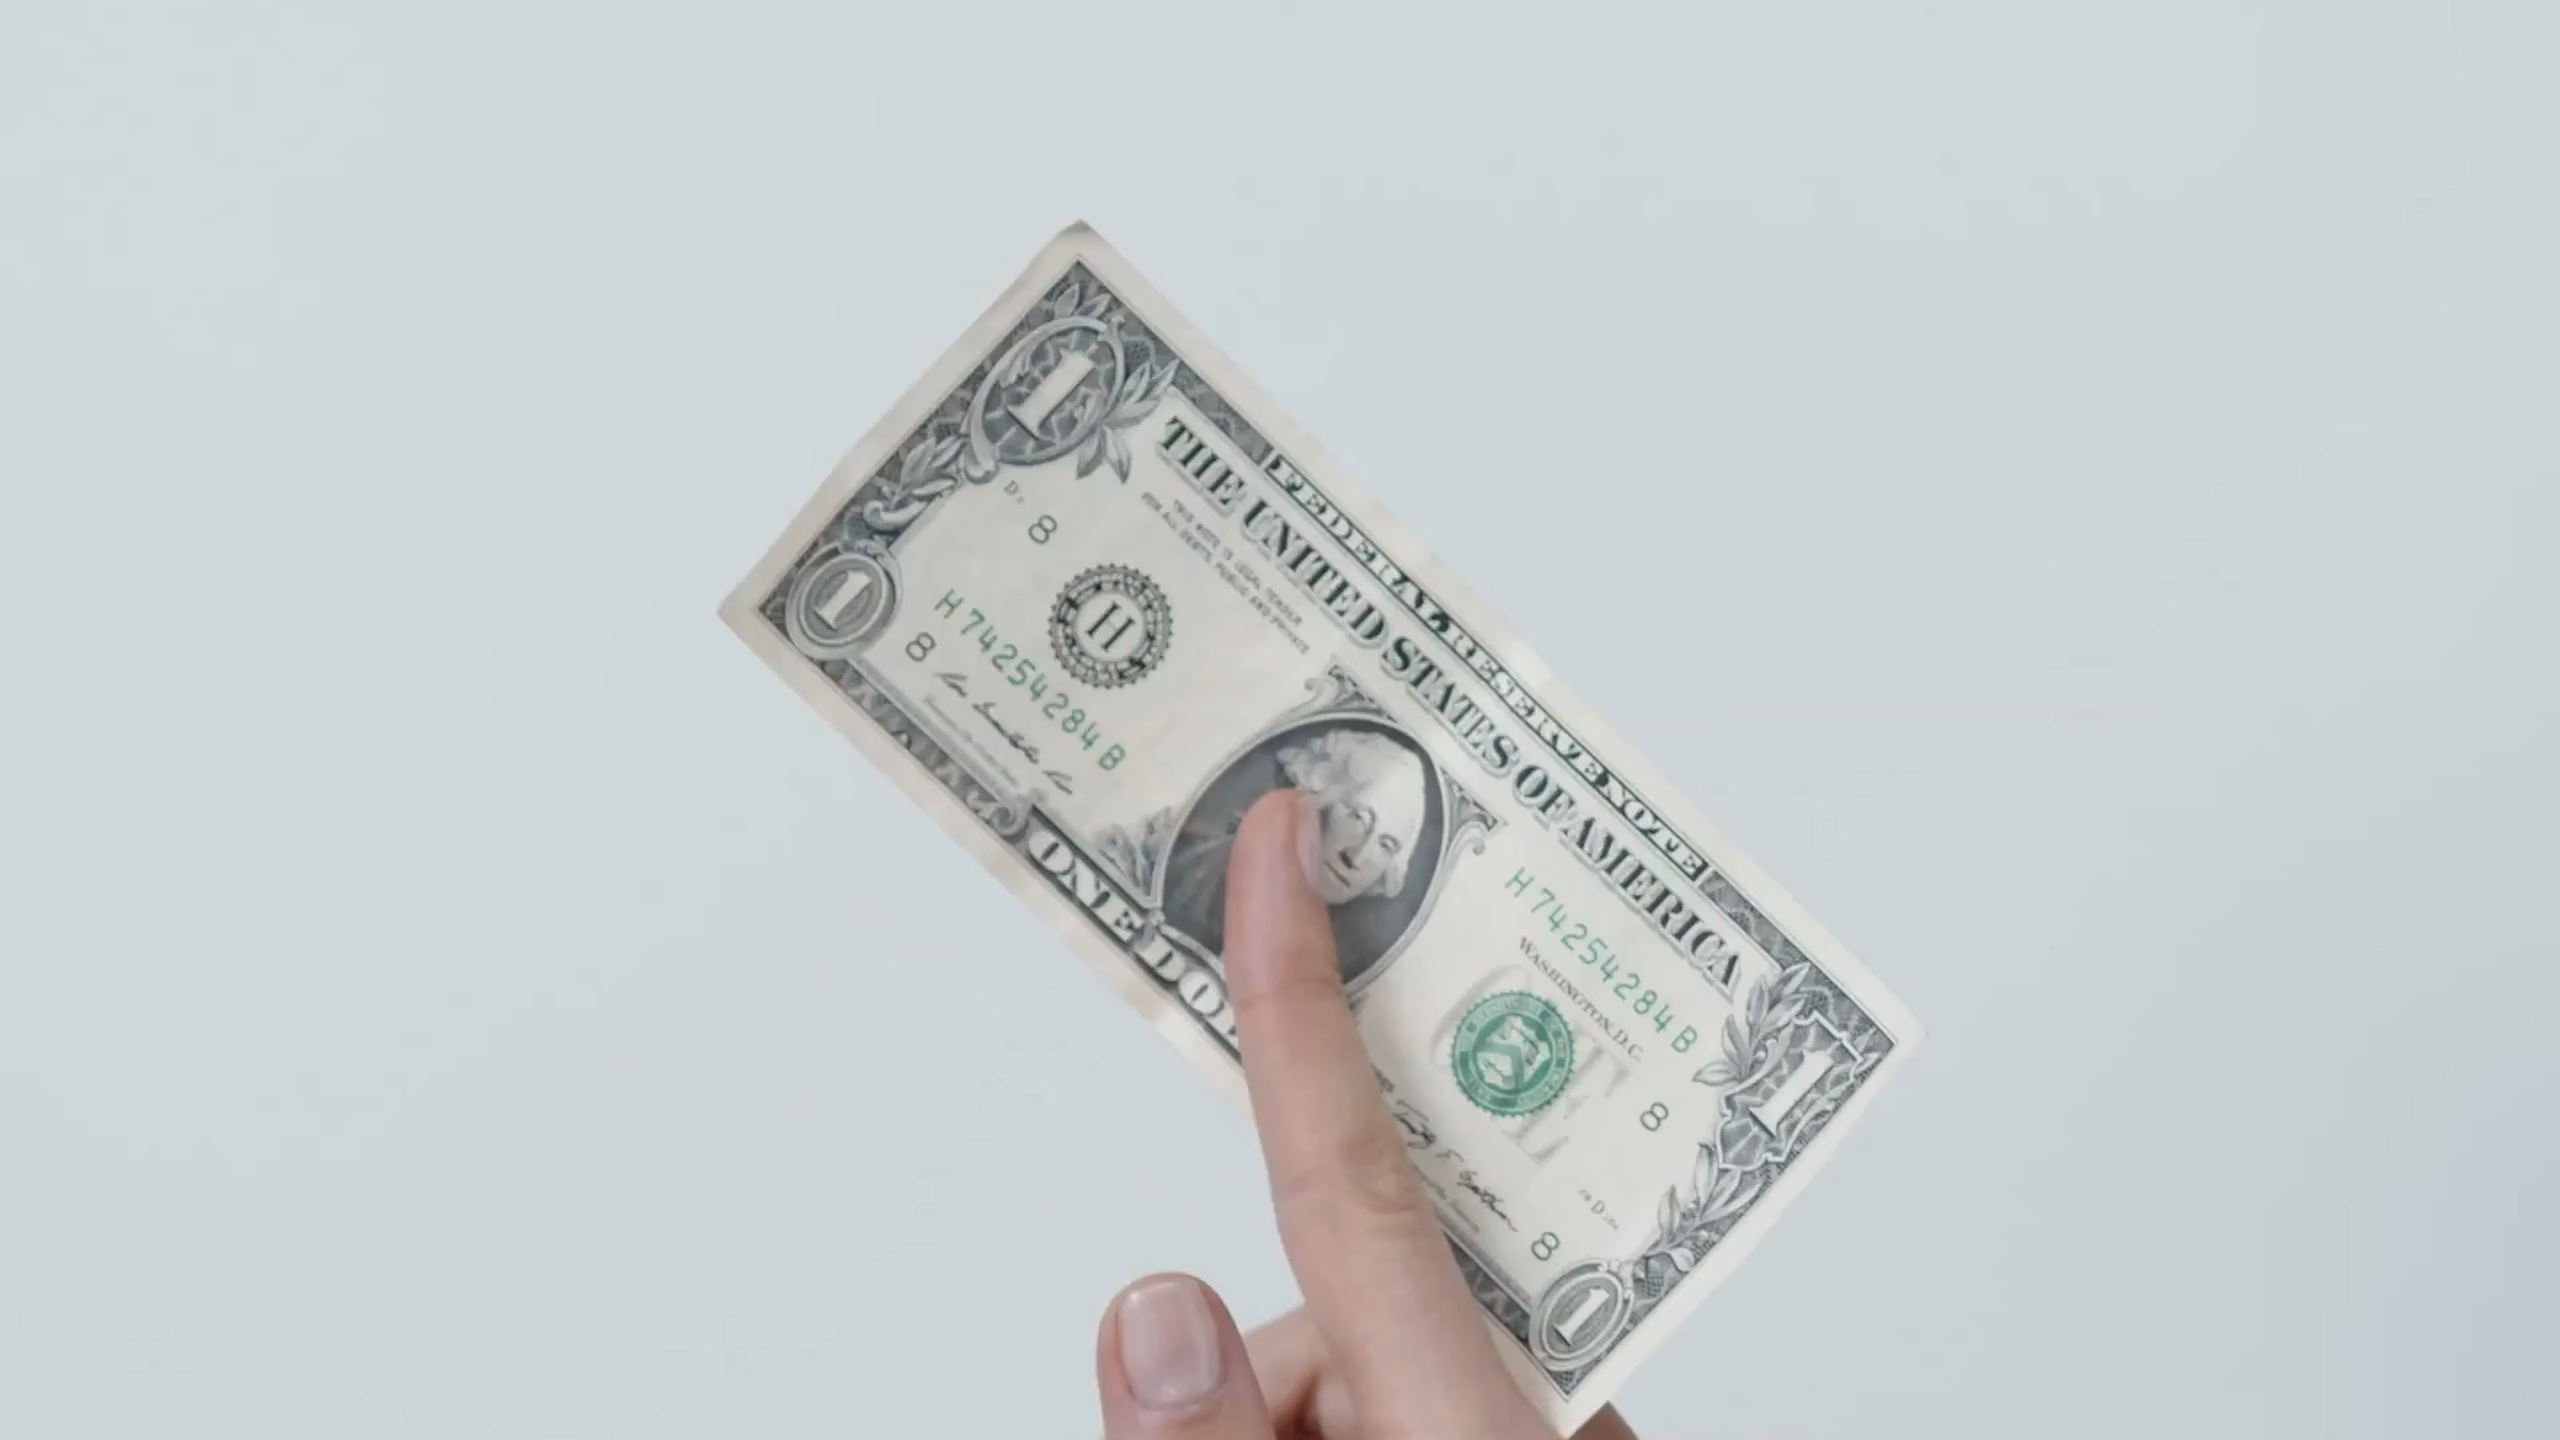 FEDERAL RESERVE NOTE
THE UNITED STATES OF AMERICA
1
THIS NOTE IS LEGAL TENDER
FOR ALL DEBTS, PUBLIC AND PRIVATE
8
H
H 74254284 B
8
1
H 74254284 B
WASHINGTON, D.C.
8
1
8
1
ONE DOL